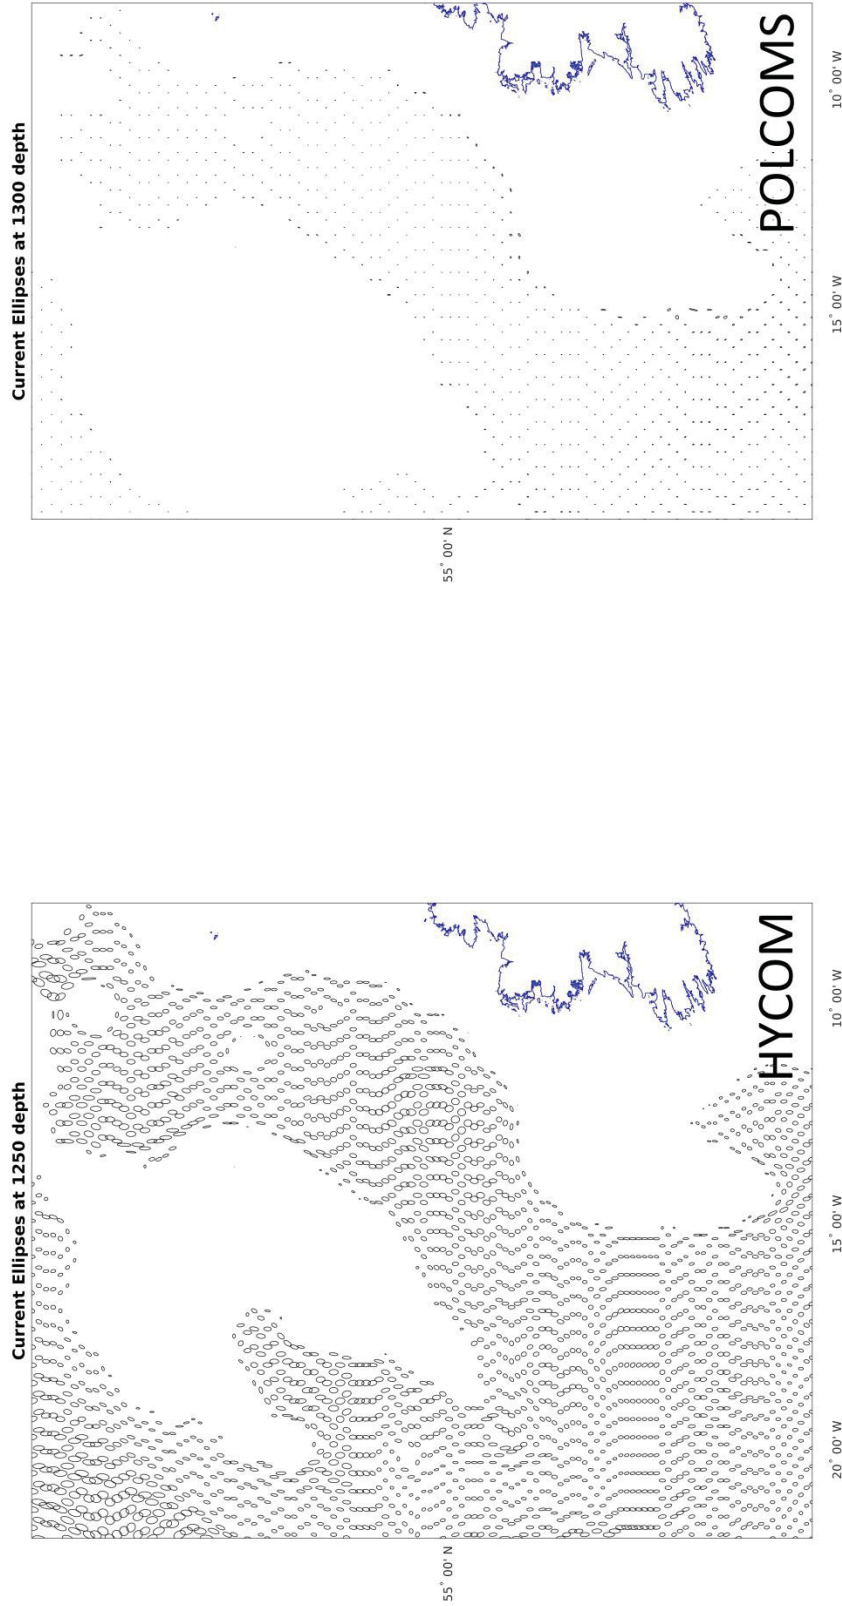 Current Ellipses at 1250 depth
55° 00' N
HYCOM
20° 00' W
15° 00' W
10° 00' W
Current Ellipses at 1300 depth
55° 00' N
POLCOMS
15° 00' W
10° 00' W